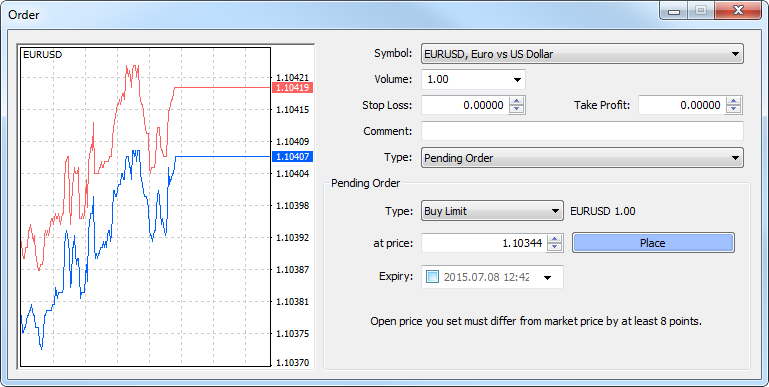 Order
EURUSD
1.10421
1.10419
1.10415
1.10409
1.10407
1.10404
1.10398
1.10392
1.10387
1.10381
1.10375
1.10370
Symbol: EURUSD, Euro vs US Dollar
Volume: 1.00
Stop Loss: 0.00000 Take Profit: 0.00000
Comment:
Type: Pending Order
Pending Order
Type: Buy Limit EURUSD 1.00
at price: 1.10344 Place
Expiry: 2015.07.08 12:42
Open price you set must differ from market price by at least 8 points.